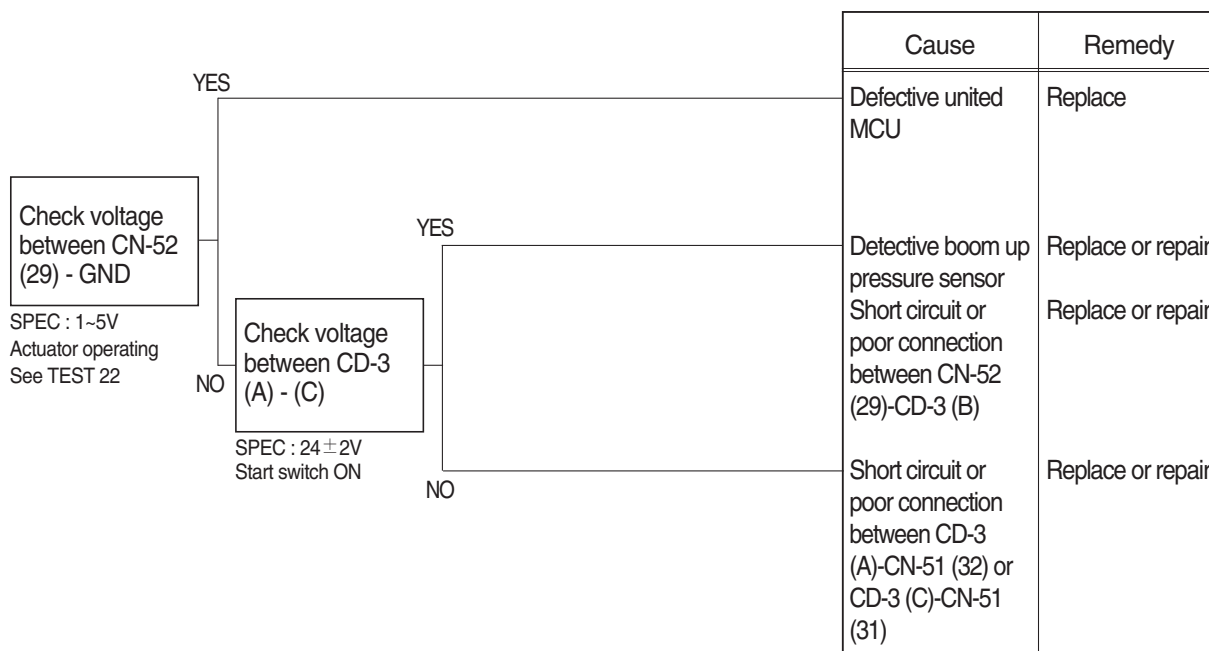 Cause
Remedy
YES
Defective united
MCU
Replace
Check voltage
between CN-52
(29) - GND
SPEC : 1~5V
Actuator operating
See TEST 22
NO
YES
Detective boom up
pressure sensor
Replace or repair
Short circuit or
poor connection
between CN-52
(29)-CD-3 (B)
Replace or repair
Check voltage
between CD-3
(A) - (C)
SPEC : 24±2V
Start switch ON
NO
Short circuit or
poor connection
between CD-3
(A)-CN-51 (32) or
CD-3 (C)-CN-51
(31)
Replace or repair